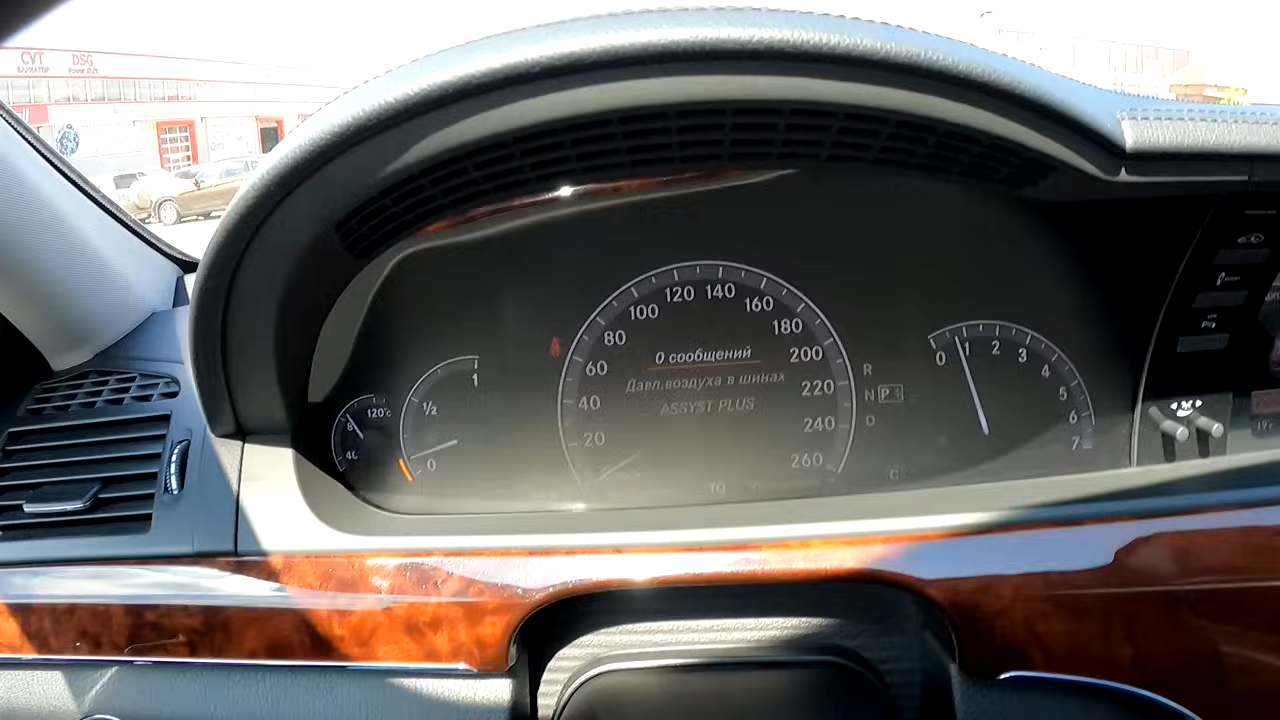 CVT
ВАРИАТОР
DSG
120
140
100
160
80
180
60
200
40
220
20
240
260
0 сообщений
Давл.воздуха в шинах
ASSYST PLUS
1
½
0
120°C
40
R
N P
D
C
0
1
2
3
4
5
6
7